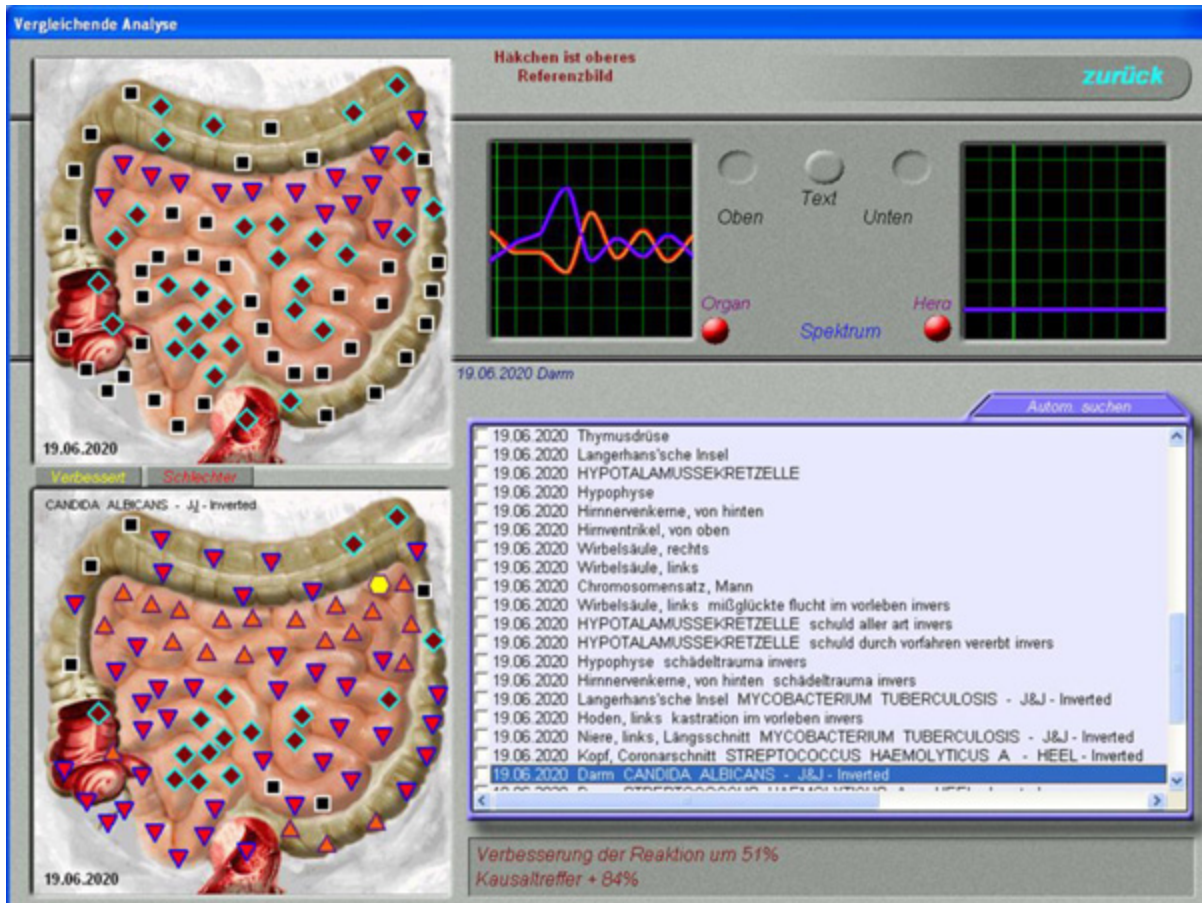 Vergleichende Analyse
Häkchen ist oberes
Referenzbild
zurück
Oben
Text
Unten
Organ
Spektrum
Hera
19.06.2020
19.06.2020 Darm
Autom. suchen
Verbessert
Schlechter
CANDIDA ALBICANS - J&J - Inverted
19.06.2020 Thymusdrüse
19.06.2020 Langerhans'sche Insel
19.06.2020 HYPOTALAMUSSEKRETZELLE
19.06.2020 Hypophyse
19.06.2020 Hirnnervenkerne, von hinten
19.06.2020 Hirnventrikel, von oben
19.06.2020 Wirbelsäule, rechts
19.06.2020 Wirbelsäule, links
19.06.2020 Chromosomensatz, Mann
19.06.2020 Wirbelsäule, links mißglückte flucht im vorleben invers
19.06.2020 HYPOTALAMUSSEKRETZELLE schuld aller art invers
19.06.2020 HYPOTALAMUSSEKRETZELLE schuld durch vorfahren vererbt invers
19.06.2020 Hypophyse schädeltrauma invers
19.06.2020 Hirnnervenkerne, von hinten schädeltrauma invers
19.06.2020 Langerhans'sche Insel MYCOBACTERIUM TUBERCULOSIS - J&J - Inverted
19.06.2020 Hoden, links kastration im vorleben invers
19.06.2020 Niere, links, Längsschnitt MYCOBACTERIUM TUBERCULOSIS - J&J - Inverted
19.06.2020 Kopf, Coronarschnitt STREPTOCOCCUS HAEMOLYTICUS A - HEEL - Inverted
19.06.2020 Darm CANDIDA ALBICANS - J&J - Inverted
19.06.2020
Verbesserung der Reaktion um 51%
Kausaltreffer + 84%